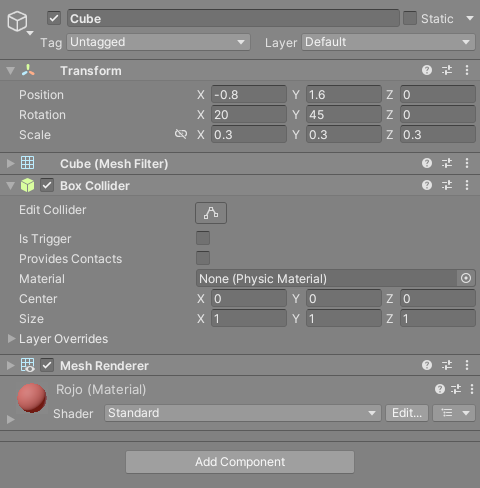 Cube Static
Tag Untagged Layer Default
Transform
Position X -0.8 Y 1.6 Z 0
Rotation X 20 Y 45 Z 0
Scale X 0.3 Y 0.3 Z 0.3
Cube (Mesh Filter)
Box Collider
Edit Collider
Is Trigger
Provides Contacts
Material None (Physic Material)
Center X 0 Y 0 Z 0
Size X 1 Y 1 Z 1
Layer Overrides
Mesh Renderer
Rojo (Material)
Shader Standard Edit...
Add Component